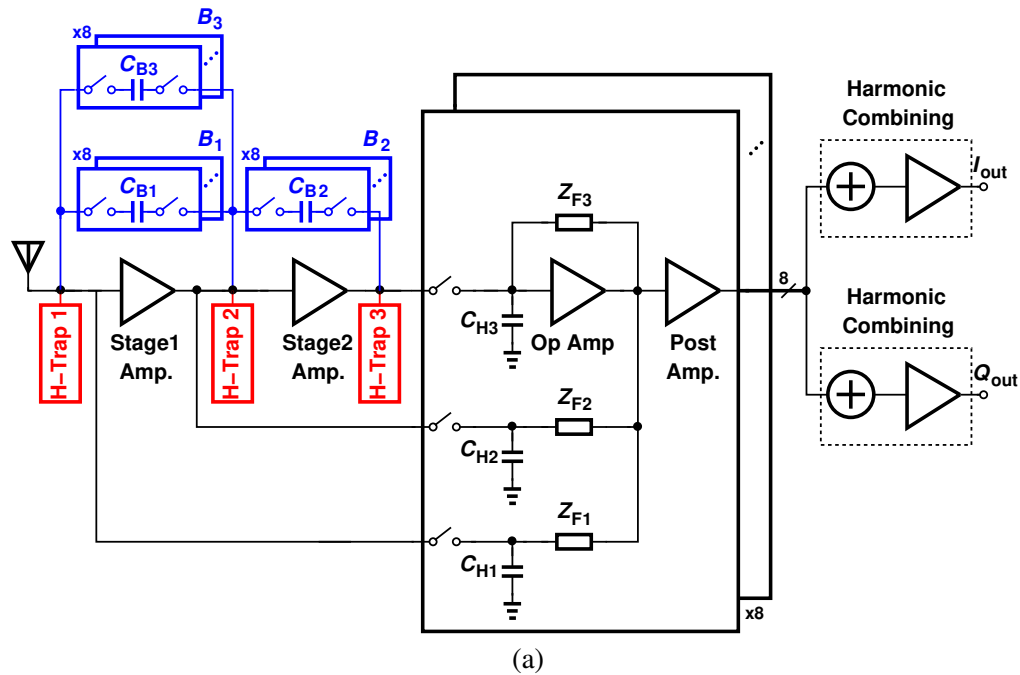 B3
x8
CB3
B1
x8
CB1
B2
x8
CB2
H-Trap 1
Stage1
Amp.
H-Trap 2
Stage2
Amp.
H-Trap 3
ZF3
CH3
Op Amp
Post
Amp.
ZF2
CH2
ZF1
CH1
x8
8
Harmonic
Combining
Iout
Harmonic
Combining
Qout
(a)